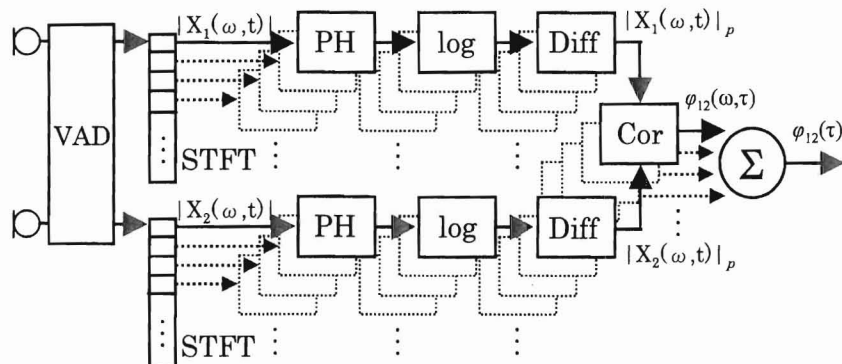 |X₁(ω,t)|
PH
log
Diff
|X₁(ω,t)|ₚ
VAD
STFT
Cor
φ₁₂(ω,τ)
Σ
φ₁₂(τ)
|X₂(ω,t)|
PH
log
Diff
|X₂(ω,t)|ₚ
STFT